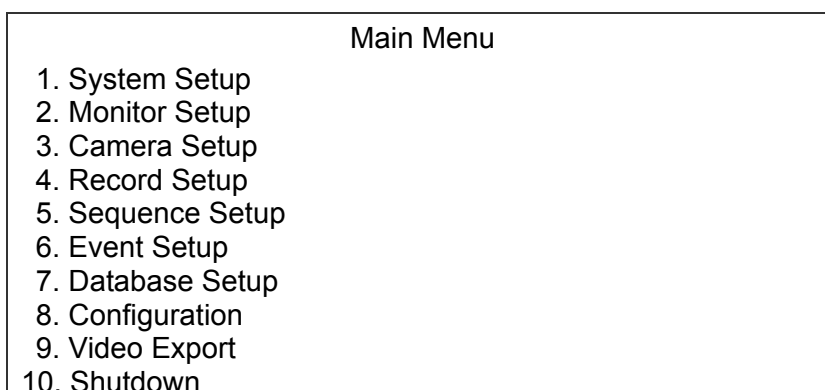 Main Menu
1. System Setup
2. Monitor Setup
3. Camera Setup
4. Record Setup
5. Sequence Setup
6. Event Setup
7. Database Setup
8. Configuration
9. Video Export
10. Shutdown